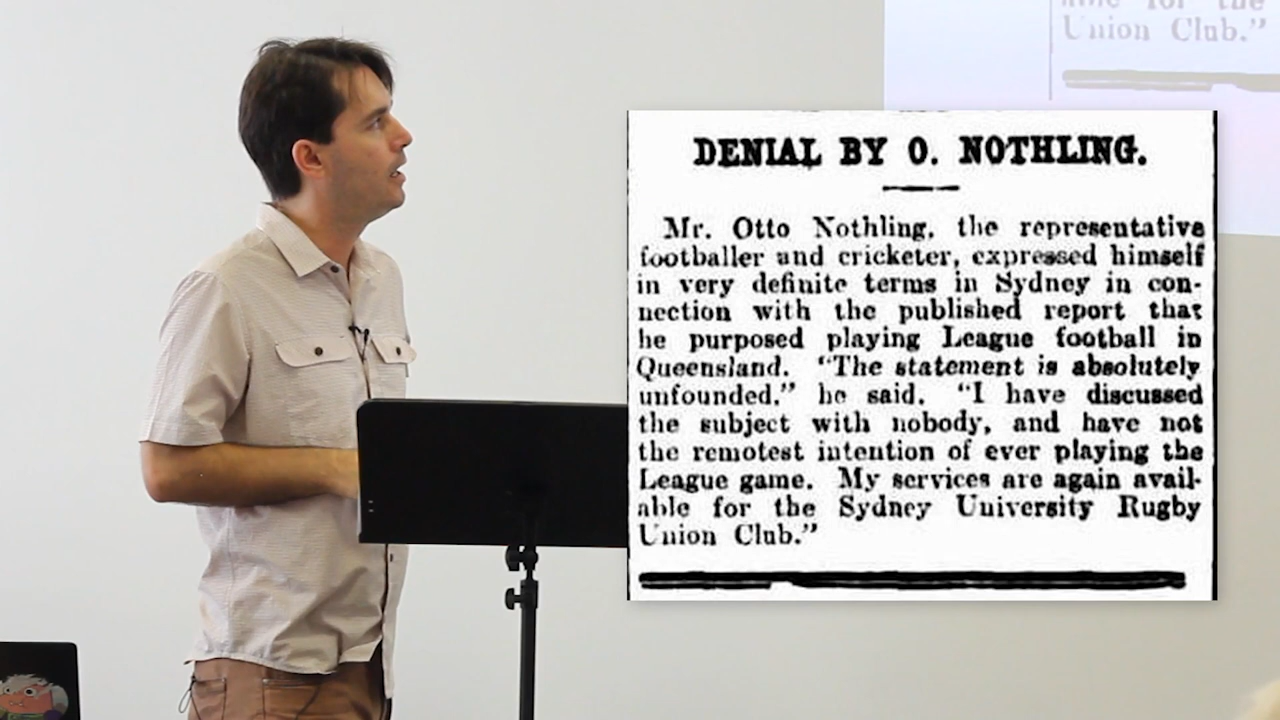 able for the
Union Club."
DENIAL BY O. NOTHLING.
Mr. Otto Nothling, the representative
footballer and cricketer, expressed himself
in very definite terms in Sydney in con-
nection with the published report that
he purposed playing League football in
Queensland. "The statement is absolutely
unfounded," he said. "I have discussed
the subject with nobody, and have not
the remotest intention of ever playing the
League game. My services are again avail-
able for the Sydney University Rugby
Union Club."